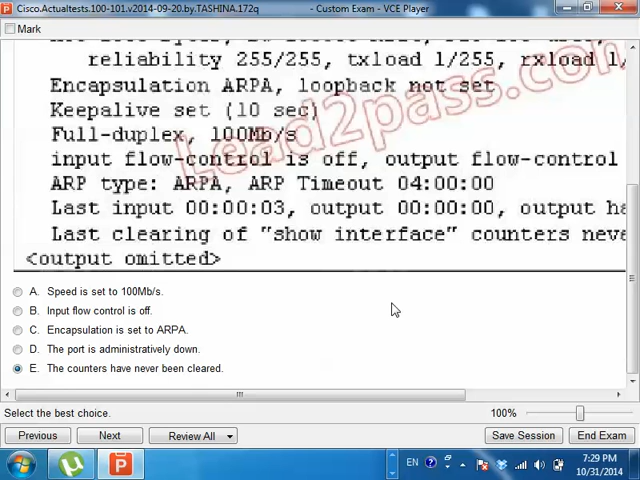 Cisco.Actualtests.100-101.v2014-09-20.by.TASHINA.172q - Custom Exam - VCE Player
Mark
reliability 255/255, txload 1/255, rxload 1/
Encapsulation ARPA, loopback not set
Keepalive set (10 sec)
Full-duplex, 100Mb/s
input flow-control is off, output flow-control
ARP type: ARPA, ARP Timeout 04:00:00
Last input 00:00:03, output 00:00:00, output ha
Last clearing of "show interface" counters neve
<output omitted>
Lead2pass.com
A. Speed is set to 100Mb/s.
B. Input flow control is off.
C. Encapsulation is set to ARPA.
D. The port is administratively down.
E. The counters have never been cleared.
Select the best choice. 100%
Previous Next Review All Save Session End Exam
EN 7:29 PM
10/31/2014